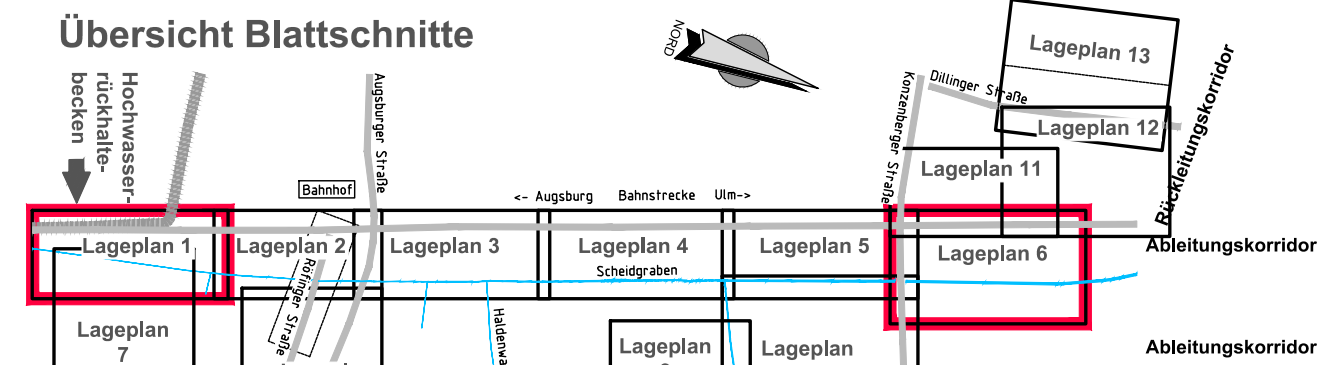 Übersicht Blattschnitte
Hochwasser-
rückhalte-
becken
Augsburger Straße
NORD
Konzenberger Straße
Dillinger Straße
Lageplan 13
Lageplan 12
Lageplan 11
Rückleitungskorridor
Bahnhof
<- Augsburg Bahnstrecke Ulm->
Lageplan 1
Lageplan 2
Lageplan 3
Lageplan 4
Lageplan 5
Lageplan 6
Ableitungskorridor
Scheidgraben
Röfinger Straße
Haldenwa
Lageplan
7
Lageplan
Lageplan
Ableitungskorridor